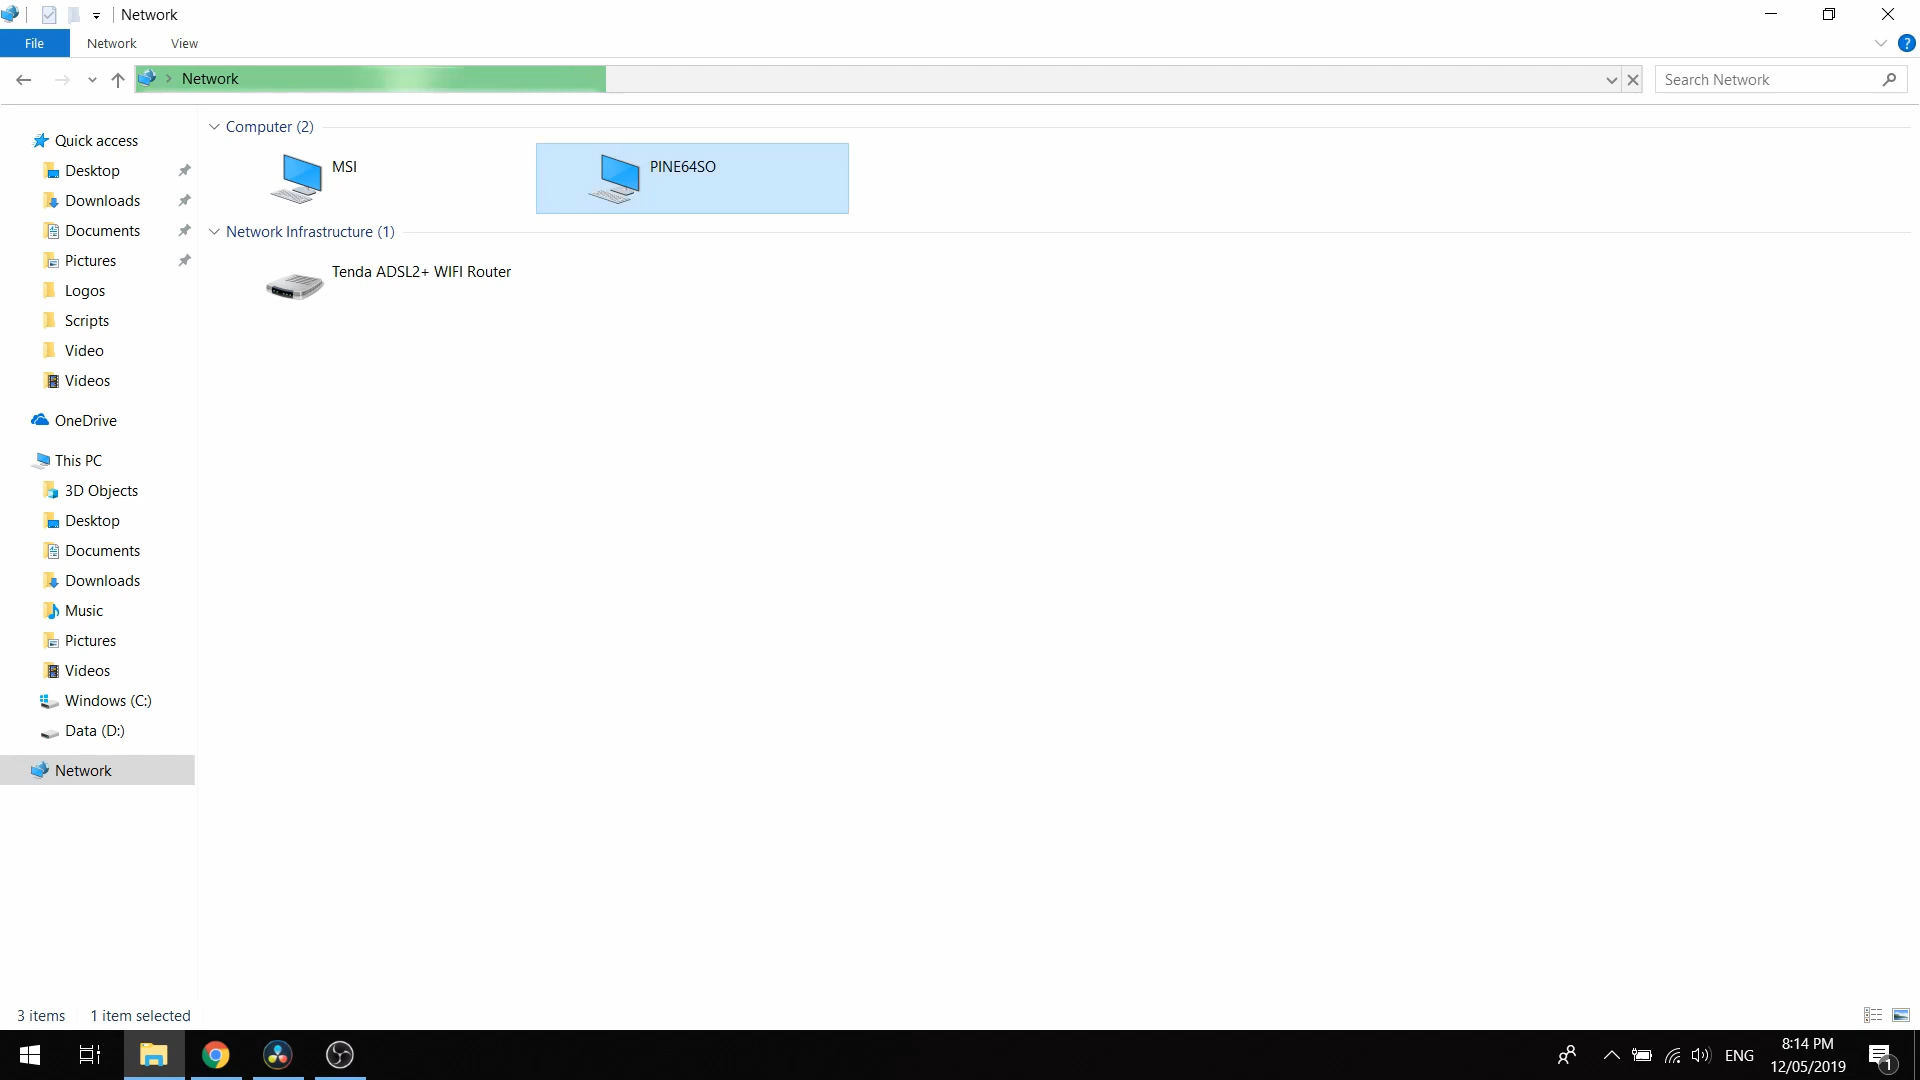 Network
File
Network
View
Network
Search Network
Quick access
Desktop
Downloads
Documents
Pictures
Logos
Scripts
Video
Videos
OneDrive
This PC
3D Objects
Desktop
Documents
Downloads
Music
Pictures
Videos
Windows (C:)
Data (D:)
Network
Computer (2)
MSI
PINE64SO
Network Infrastructure (1)
Tenda ADSL2+ WIFI Router
3 items
1 item selected
ENG
8:14 PM
12/05/2019
1